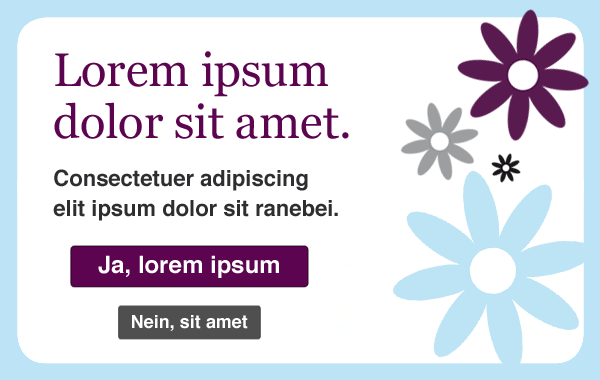 Lorem ipsum
dolor sit amet.
Consectetuer adipiscing
elit ipsum dolor sit ranebei.
Ja, lorem ipsum
Nein, sit amet